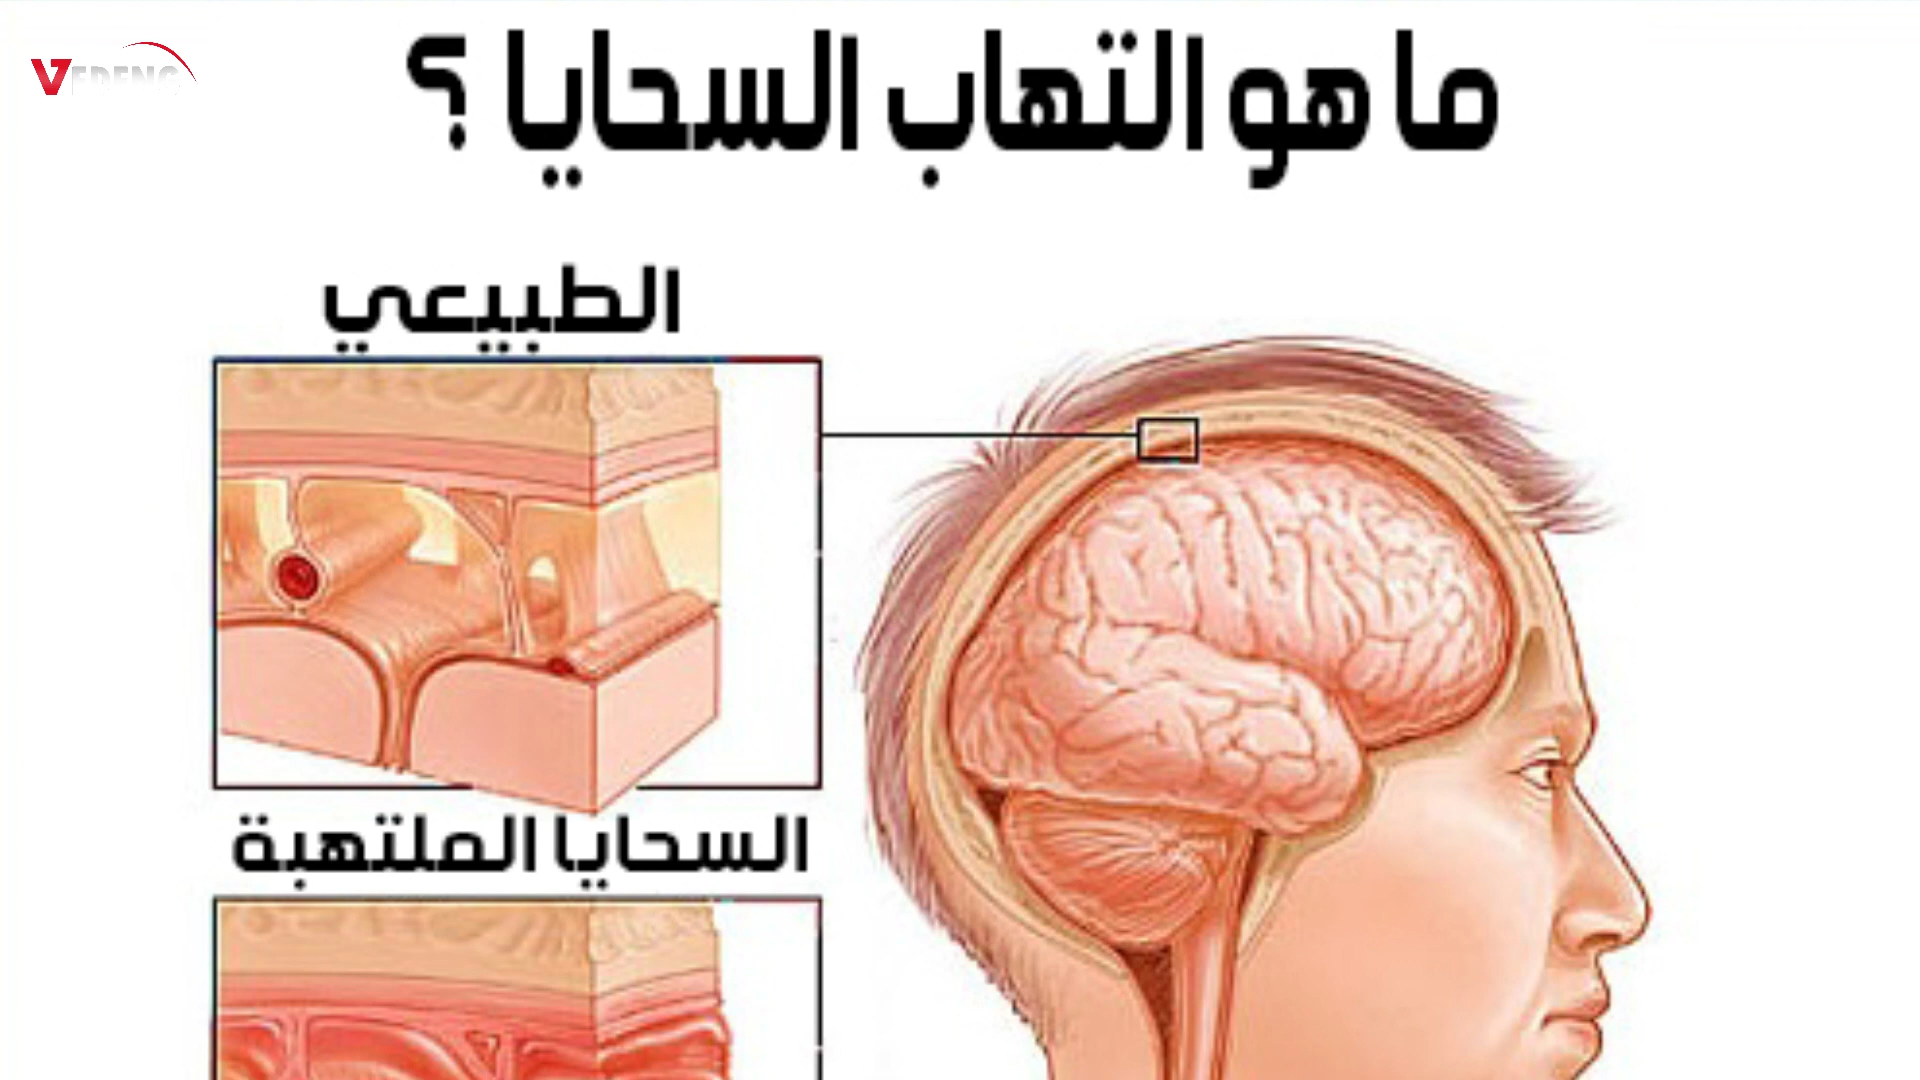 ما هو التهاب السحايا ؟
الطبيعي
السحايا الملتهبة